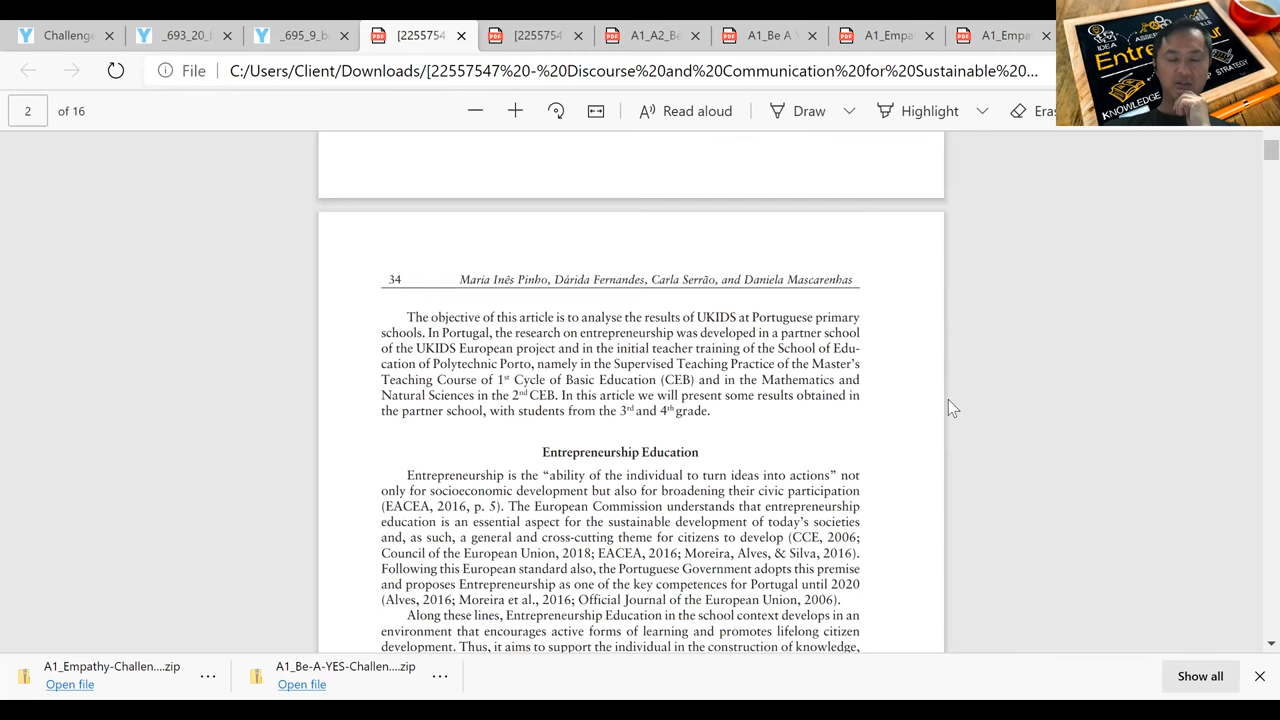 Challenge
_693_20_
_695_9_b
[2255754
[2255754
A1_A2_Be
A1_Be A
A1_Empat
A1_Emp
File C:/Users/Client/Downloads/[22557547%20-%20Discourse%20and%20Communication%20for%20Sustainable%20...
2 of 16
Read aloud
Draw
Highlight
Eras
IDEA
Entre
KNOWLEDGE
STRATEGY
34 Maria Inês Pinho, Dárida Fernandes, Carla Serrão, and Daniela Mascarenhas
The objective of this article is to analyse the results of UKIDS at Portuguese primary
schools. In Portugal, the research on entrepreneurship was developed in a partner school
of the UKIDS European project and in the initial teacher training of the School of Edu-
cation of Polytechnic Porto, namely in the Supervised Teaching Practice of the Master's
Teaching Course of 1st Cycle of Basic Education (CEB) and in the Mathematics and
Natural Sciences in the 2nd CEB. In this article we will present some results obtained in
the partner school, with students from the 3rd and 4th grade.
Entrepreneurship Education
Entrepreneurship is the “ability of the individual to turn ideas into actions” not
only for socioeconomic development but also for broadening their civic participation
(EACEA, 2016, p. 5). The European Commission understands that entrepreneurship
education is an essential aspect for the sustainable development of today's societies
and, as such, a general and cross-cutting theme for citizens to develop (CCE, 2006;
Council of the European Union, 2018; EACEA, 2016; Moreira, Alves, & Silva, 2016).
Following this European standard also, the Portuguese Government adopts this premise
and proposes Entrepreneurship as one of the key competences for Portugal until 2020
(Alves, 2016; Moreira et al., 2016; Official Journal of the European Union, 2006).
Along these lines, Entrepreneurship Education in the school context develops in an
environment that encourages active forms of learning and promotes lifelong citizen
development. Thus, it aims to support the individual in the construction of knowledge,
A1_Empathy-Challen....zip
Open file
A1_Be-A-YES-Challen....zip
Open file
Show all